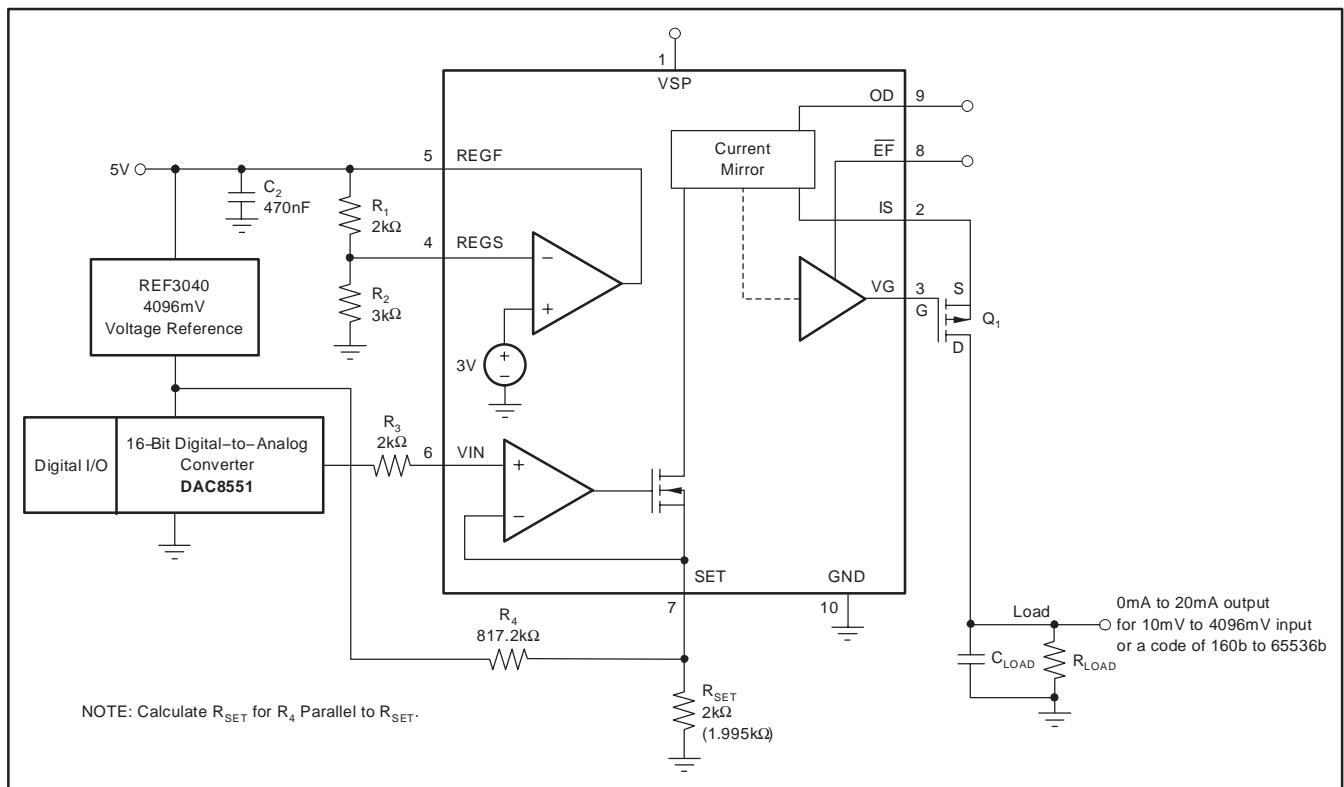 1
VSP
OD 9
EF 8
IS 2
VG 3
Current
Mirror
5V
5 REGF
C2
470nF
R1
2kΩ
4 REGS
R2
3kΩ
REF3040
4096mV
Voltage Reference
−
+
3V
+
−
S
G
D
Q1
Digital I/O
16−Bit Digital−to−Analog
Converter
DAC8551
R3
2kΩ
6 VIN
+
−
SET
7
GND
10
R4
817.2kΩ
RSET
2kΩ
(1.995kΩ)
Load
CLOAD
RLOAD
0mA to 20mA output
for 10mV to 4096mV input
or a code of 160b to 65536b
NOTE: Calculate RSET for R4 Parallel to RSET.